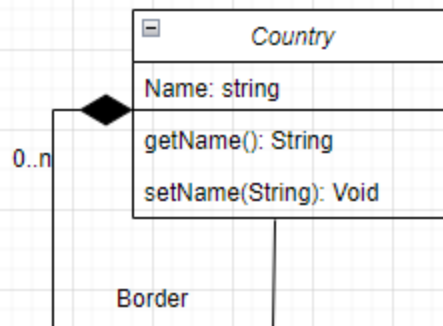 Country
Name: string
getName(): String
0..n
setName(String): Void
Border